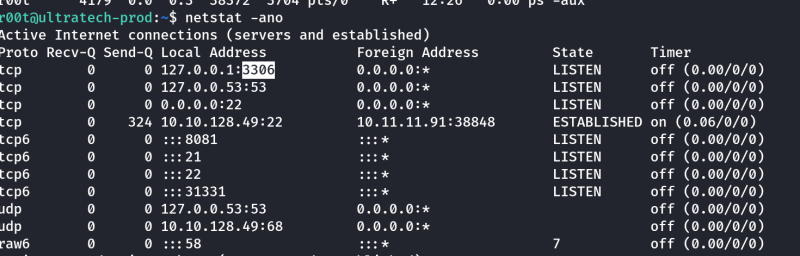 r00t 4179 0.0 0.3 38372 3704 pts/0 R+ 12:26 0:00 ps -aux
r00t@ultratech-prod:~$ netstat -ano
Active Internet connections (servers and established)
Proto Recv-Q Send-Q Local Address Foreign Address State Timer
tcp 0 0 127.0.0.1:3306 0.0.0.0:* LISTEN off (0.00/0/0)
tcp 0 0 127.0.0.53:53 0.0.0.0:* LISTEN off (0.00/0/0)
tcp 0 0 0.0.0.0:22 0.0.0.0:* LISTEN off (0.00/0/0)
tcp 0 324 10.10.128.49:22 10.11.11.91:38848 ESTABLISHED on (0.06/0/0)
tcp6 0 0 :::8081 :::* LISTEN off (0.00/0/0)
tcp6 0 0 :::21 :::* LISTEN off (0.00/0/0)
tcp6 0 0 :::22 :::* LISTEN off (0.00/0/0)
tcp6 0 0 :::31331 :::* LISTEN off (0.00/0/0)
udp 0 0 127.0.0.53:53 0.0.0.0:* off (0.00/0/0)
udp 0 0 10.10.128.49:68 0.0.0.0:* off (0.00/0/0)
raw6 0 0 :::58 :::* 7 off (0.00/0/0)